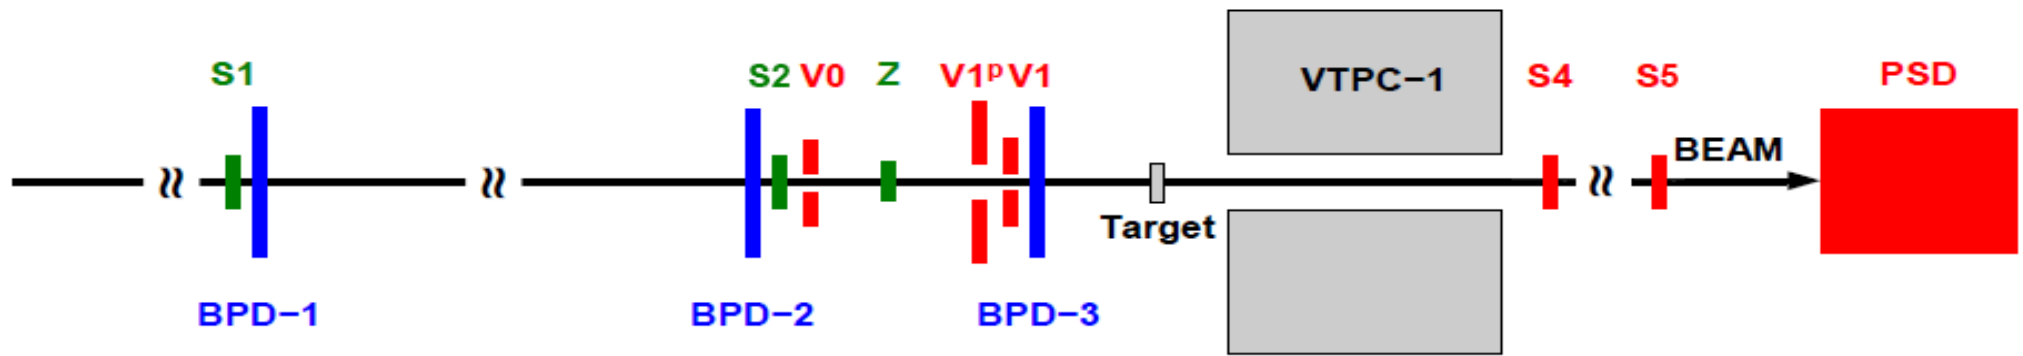 S1 S2 V0 Z V1ᵖ V1 VTPC−1 S4 S5 PSD
BEAM
Target
BPD−1 BPD−2 BPD−3